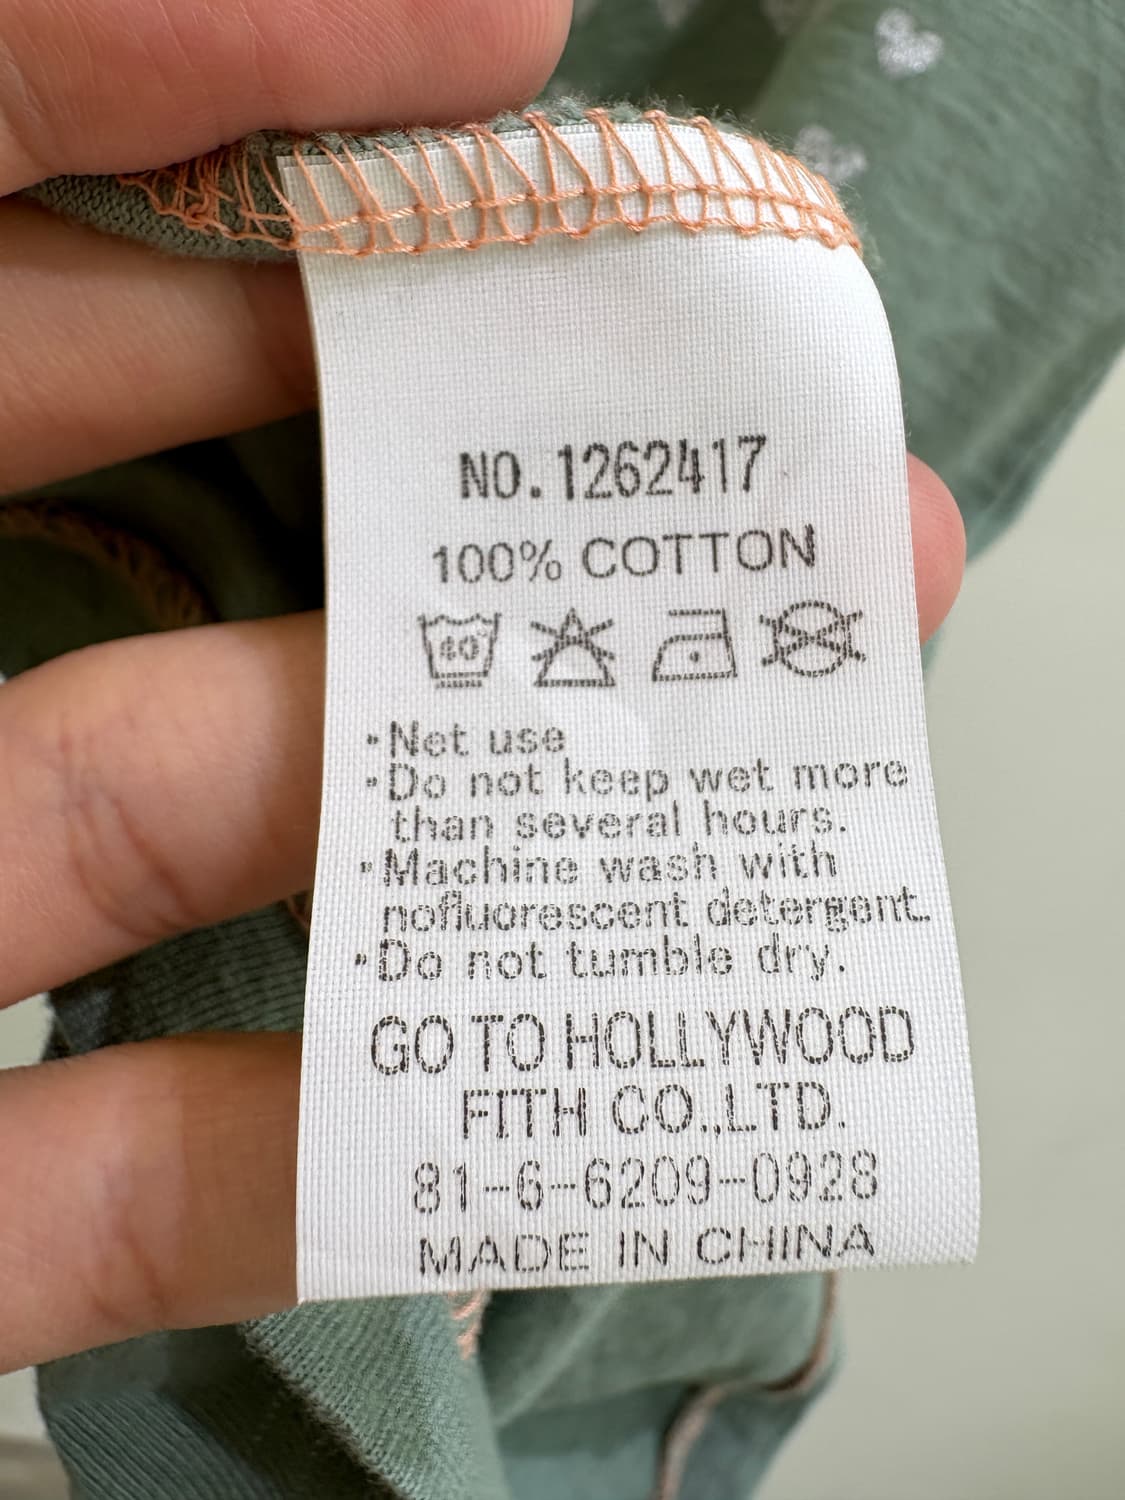 NO.1262417
100% COTTON
40
・Net use
・Do not keep wet more
than several hours.
・Machine wash with
nofluorescent detergent.
・Do not tumble dry.
GO TO HOLLYWOOD
FITH CO.,LTD.
81-6-6209-0928
MADE IN CHINA